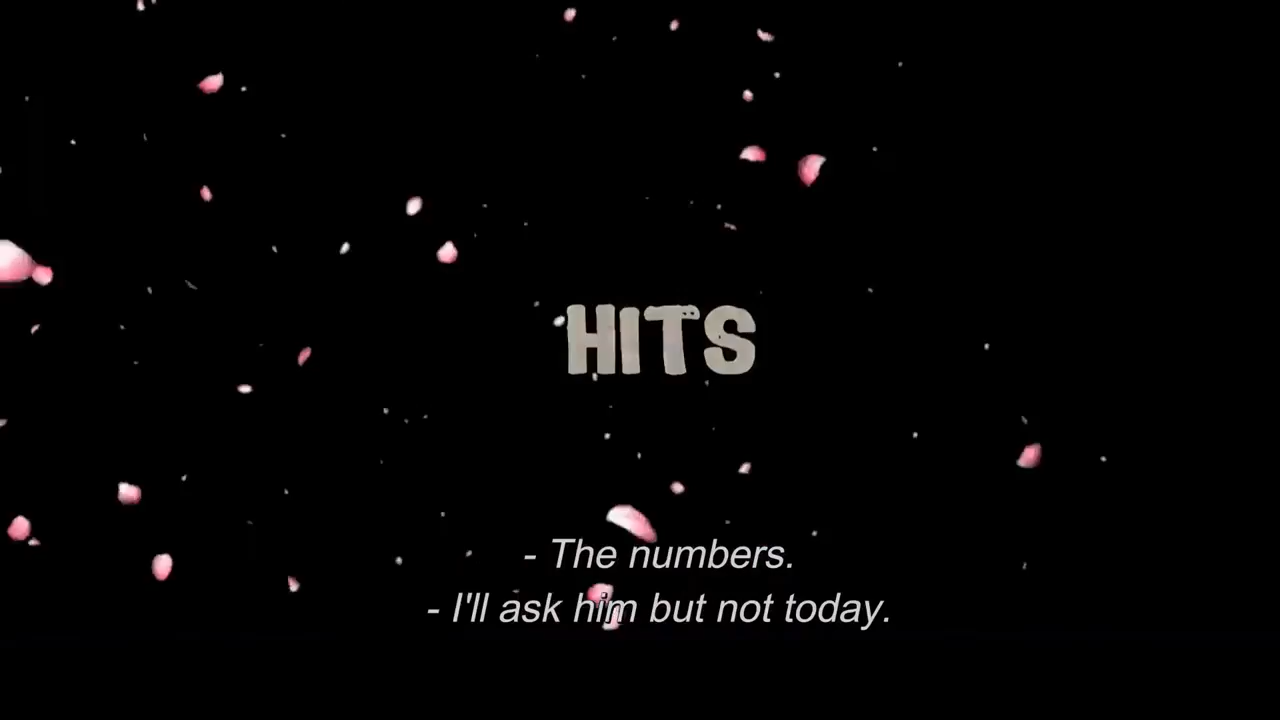 HITS
- The numbers.
- I'll ask him but not today.